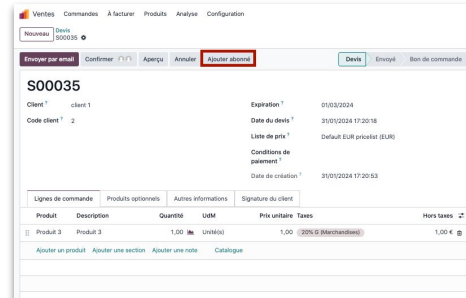 Ventes Commandes À facturer Produits Analyse Configuration
Nouveau Devis
S00035
Envoyer par email Confirmer Aperçu Annuler Ajouter abonné Devis Envoyé Bon de commande
S00035
Client ? client 1 Expiration ? 01/03/2024
Code client ? 2 Date du devis ? 31/01/2024 17:20:18
Liste de prix ? Default EUR pricelist (EUR)
Conditions de
paiement ?
Date de création ? 31/01/2024 17:20:53
Lignes de commande Produits optionnels Autres informations Signature du client
Produit Description Quantité UdM Prix unitaire Taxes Hors taxes
Produit 3 Produit 3 1,00 Unité(s) 1,00 20% G (Marchandises) 1,00 €
Ajouter un produit Ajouter une section Ajouter une note Catalogue